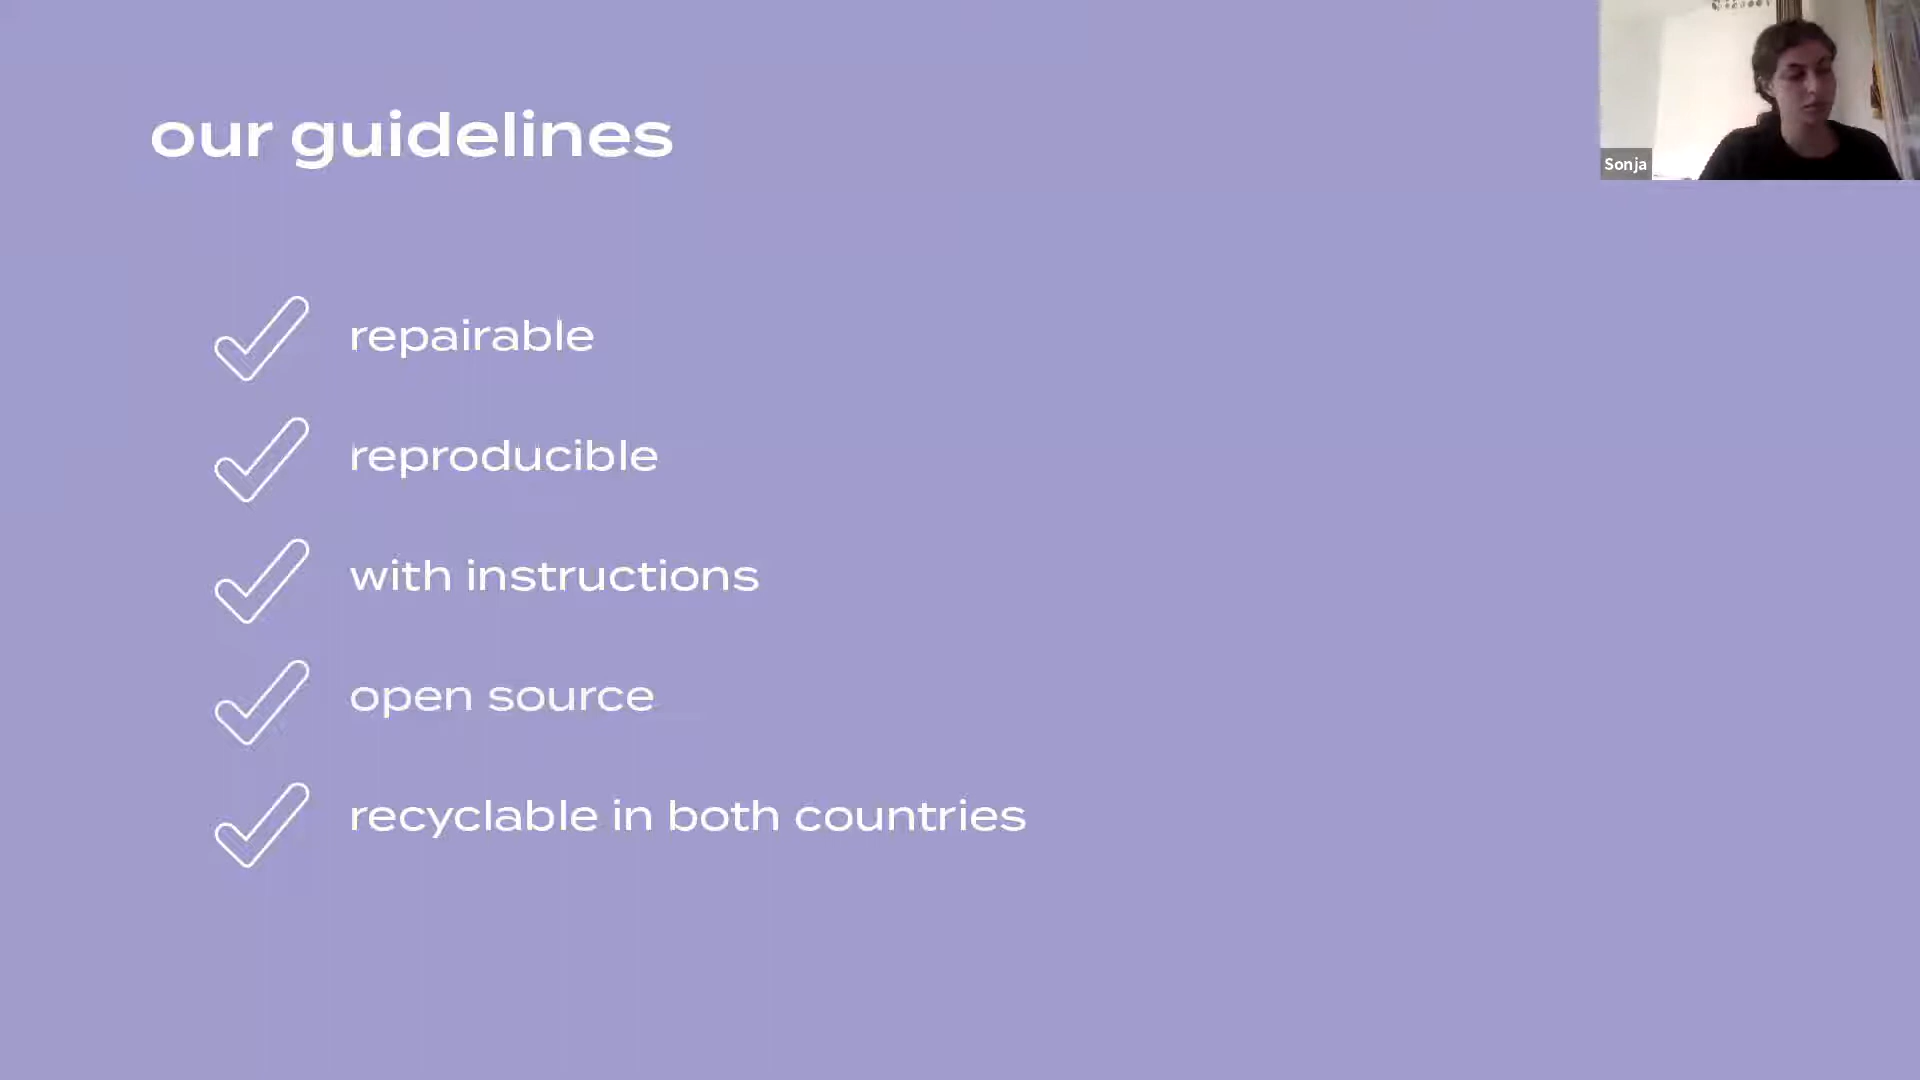 our guidelines
Sonja
repairable
reproducible
with instructions
open source
recyclable in both countries